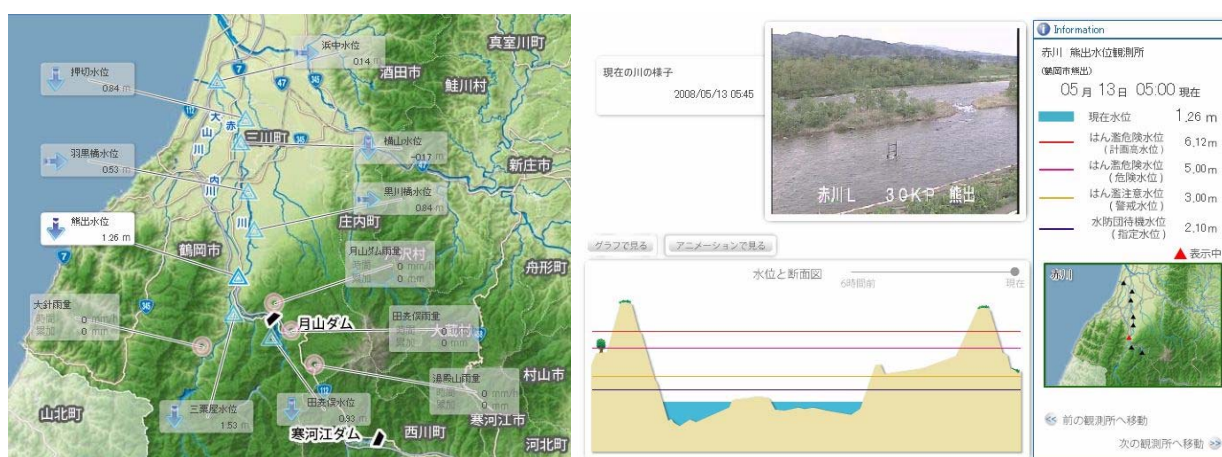 真室川町
浜中水位
0.14 m
酒田市
鮭川村
押切水位
0.84 m
7
47
345
112
大山川
赤川
三川町
345
横山水位
-0.17 m
47
新庄市
羽黒橋水位
0.53 m
内川
黒川橋水位
0.84 m
庄内町
熊出水位
1.26 m
鶴岡市
7
月山ダム雨量
時間 0 mm/h
累加 0 mm
舟形町
大針雨量
時間 0 mm/h
累加 0 mm
345
月山ダム
田麦俣雨量
時間 0 mm/h
累加 0 mm
湯殿山雨量
時間 0 mm/h
累加 0 mm
村山市
112
山北町
三栗屋水位
1.53 m
田麦俣水位
0.93 m
寒河江ダム
西川町
寒河江市
河北町
現在の川の様子
2008/05/13 05:45
赤川L 30KP 熊出
グラフで見る
アニメーションで見る
水位と断面図
6時間前
現在
Information
赤川 熊出水位観測所
(鶴岡市熊出)
05月 13日 05:00 現在
現在水位 1.26 m
はん濫危険水位 6.12m
(計画高水位)
はん濫危険水位 5.00m
(危険水位)
はん濫注意水位 3.00m
(警戒水位)
水防団待機水位 2.10m
(指定水位)
▲表示中
赤川
前の観測所へ移動
次の観測所へ移動